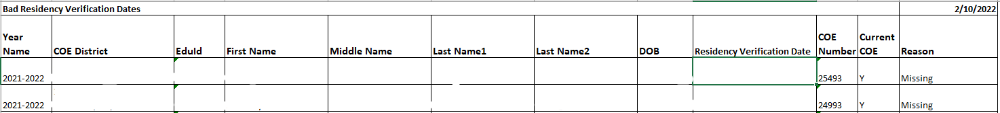 Bad Residency Verification Dates 2/10/2022
Year Name COE District EduId First Name Middle Name Last Name1 Last Name2 DOB Residency Verification Date COE Number Current COE Reason
2021-2022 25493 Y Missing
2021-2022 24993 Y Missing